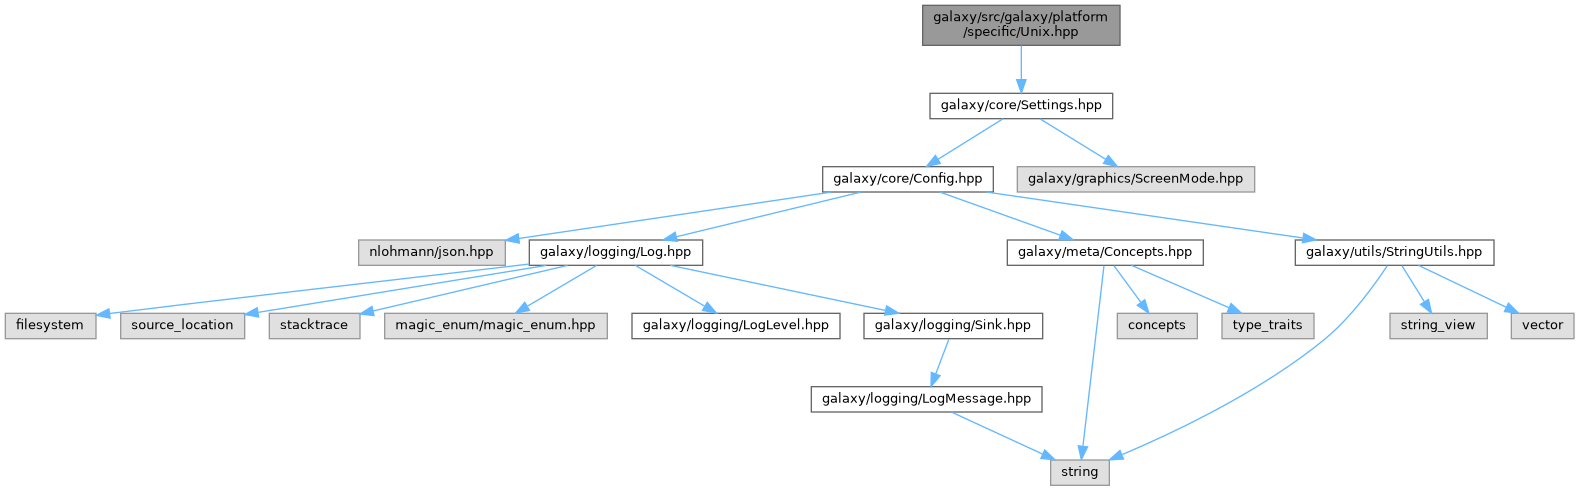 galaxy/src/galaxy/platform
/specific/Unix.hpp
galaxy/core/Settings.hpp
galaxy/core/Config.hpp
galaxy/graphics/ScreenMode.hpp
nlohmann/json.hpp
galaxy/logging/Log.hpp
galaxy/meta/Concepts.hpp
galaxy/utils/StringUtils.hpp
filesystem
source_location
stacktrace
magic_enum/magic_enum.hpp
galaxy/logging/LogLevel.hpp
galaxy/logging/Sink.hpp
concepts
type_traits
string_view
vector
galaxy/logging/LogMessage.hpp
string